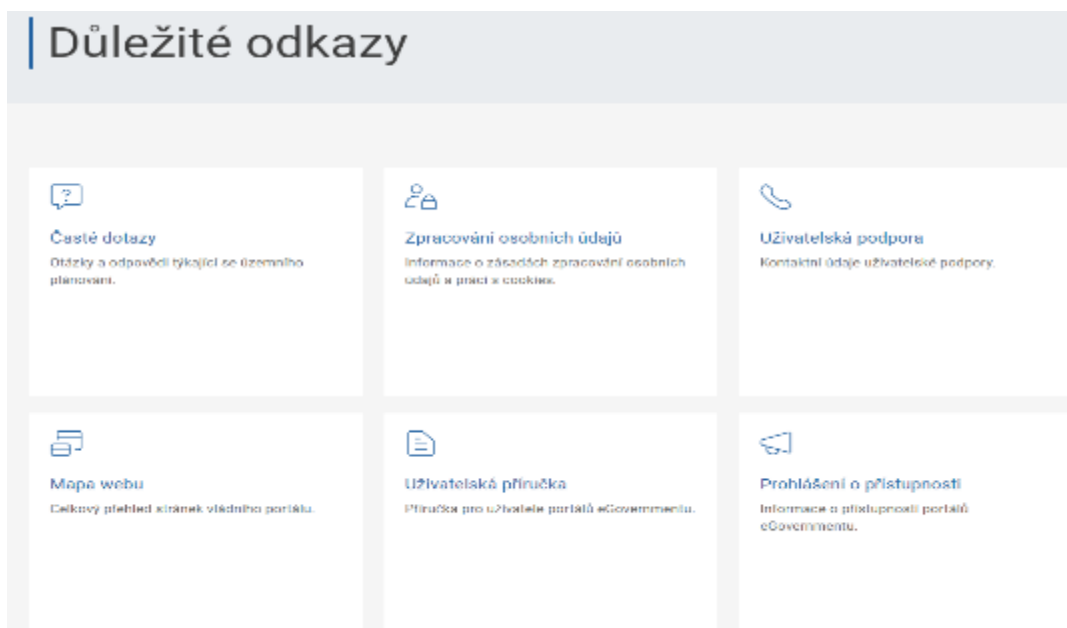 Důležité odkazy
Časté dotazy
Otázky a odpovědi týkající se územního
plánování.
Zpracování osobních údajů
Informace o zásadách zpracování osobních
údajů a práci s cookies.
Uživatelská podpora
Kontaktní údaje uživatelské podpory.
Mapa webu
Celkový přehled stránek vládního portálu.
Uživatelská příručka
Příručka pro uživatele portálů eGovernmentu.
Prohlášení o přístupnosti
Informace o přístupnosti portálů
eGovernmentu.